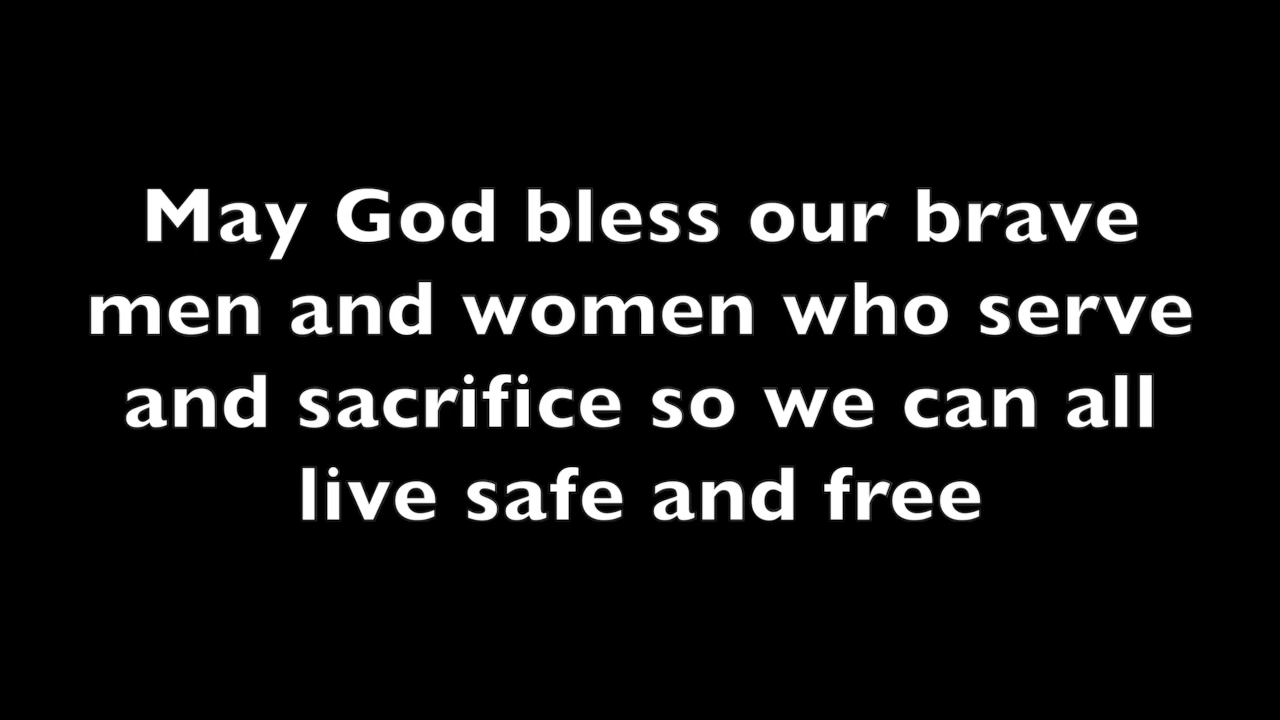 May God bless our brave
men and women who serve
and sacrifice so we can all
live safe and free